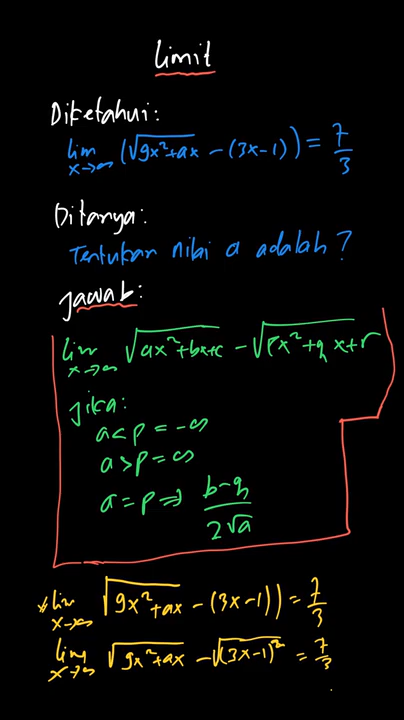 Limit
Diketahui:
lim x→∞ (√(9x²+ax) - (3x-1)) = 7/3
Ditanya:
Tentukan nilai a adalah?
Jawab:
lim x→∞ √(ax²+bx+c) - √(px²+qx+r)
Jika:
a<p = -∞
a>p = ∞
a=p ⇒ (b-q)/(2√a)
* lim x→∞ √(9x²+ax) - (3x-1)) = 7/3
lim x→∞ √(9x²+ax) - √((3x-1)²) = 7/3